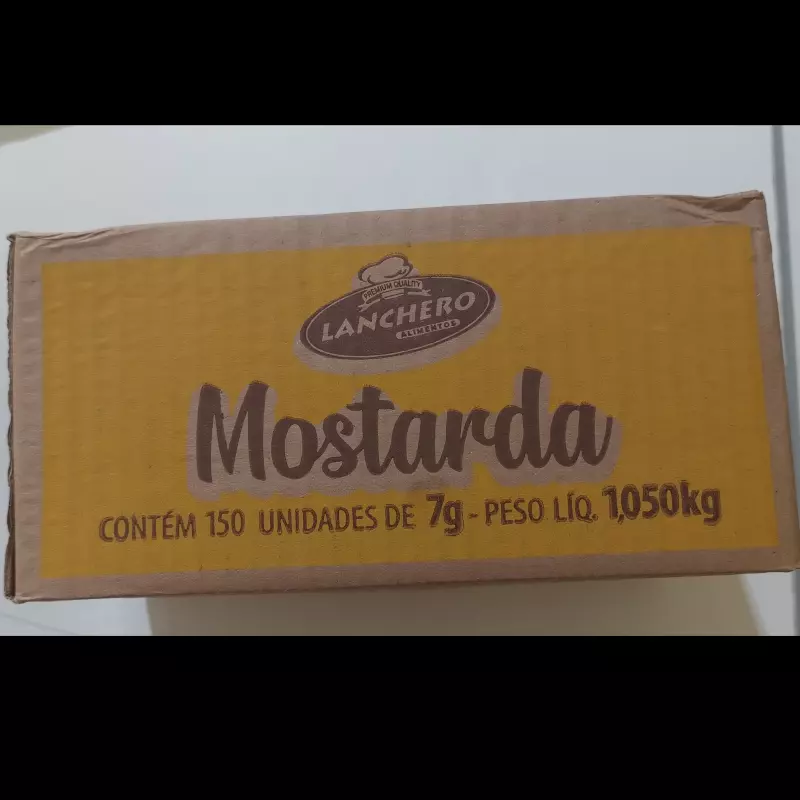 PREMIUM QUALITY
LANCHERO
ALIMENTOS
Mostarda
CONTÉM 150 UNIDADES DE 7g - PESO LÍQ. 1,050kg